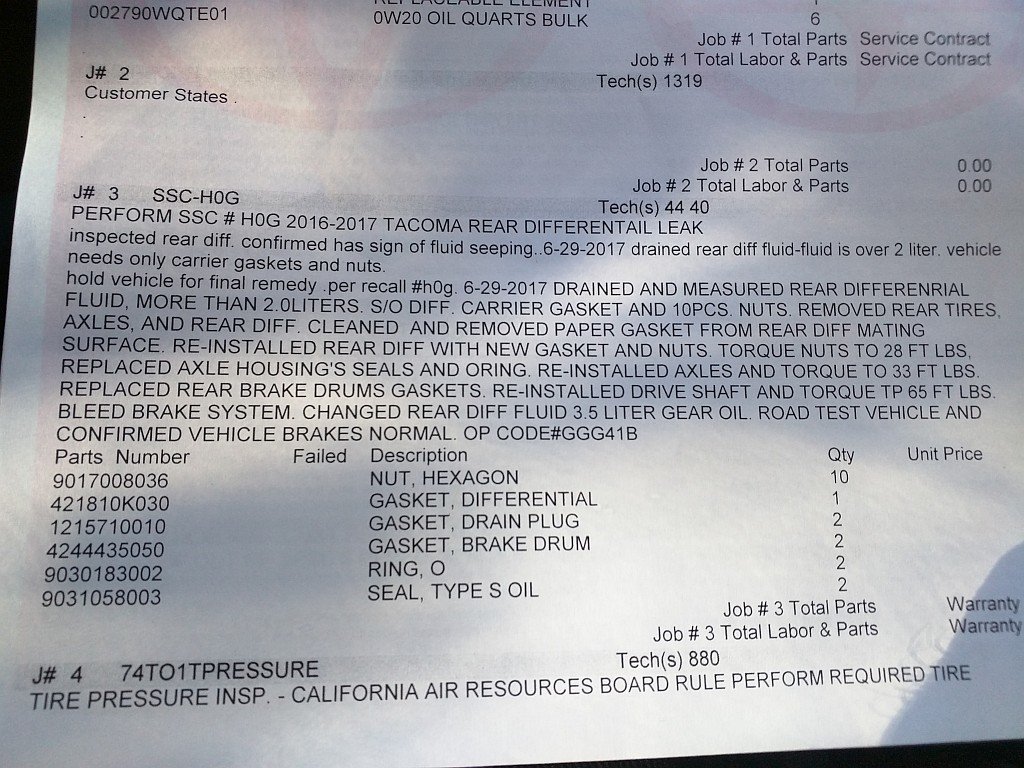 REPLACEABLE ELEMENT 1
002790WQTE01 0W20 OIL QUARTS BULK 6
Job # 1 Total Parts Service Contract
Job # 1 Total Labor & Parts Service Contract
J# 2 Tech(s) 1319
Customer States .
.
.
Job # 2 Total Parts 0.00
Job # 2 Total Labor & Parts 0.00
J# 3 SSC-H0G Tech(s) 44 40
PERFORM SSC # H0G 2016-2017 TACOMA REAR DIFFERENTAIL LEAK
inspected rear diff. confirmed has sign of fluid seeping..6-29-2017 drained rear diff fluid-fluid is over 2 liter. vehicle
needs only carrier gaskets and nuts.
hold vehicle for final remedy .per recall #h0g. 6-29-2017 DRAINED AND MEASURED REAR DIFFERENRIAL
FLUID, MORE THAN 2.0LITERS. S/O DIFF. CARRIER GASKET AND 10PCS. NUTS. REMOVED REAR TIRES,
AXLES, AND REAR DIFF. CLEANED AND REMOVED PAPER GASKET FROM REAR DIFF MATING
SURFACE. RE-INSTALLED REAR DIFF WITH NEW GASKET AND NUTS. TORQUE NUTS TO 28 FT LBS,
REPLACED AXLE HOUSING'S SEALS AND ORING. RE-INSTALLED AXLES AND TORQUE TO 33 FT LBS.
REPLACED REAR BRAKE DRUMS GASKETS. RE-INSTALLED DRIVE SHAFT AND TORQUE TP 65 FT LBS.
BLEED BRAKE SYSTEM. CHANGED REAR DIFF FLUID 3.5 LITER GEAR OIL. ROAD TEST VEHICLE AND
CONFIRMED VEHICLE BRAKES NORMAL. OP CODE#GGG41B
Parts Number Failed Description Qty Unit Price
9017008036 NUT, HEXAGON 10
421810K030 GASKET, DIFFERENTIAL 1
1215710010 GASKET, DRAIN PLUG 2
4244435050 GASKET, BRAKE DRUM 2
9030183002 RING, O 2
9031058003 SEAL, TYPE S OIL 2
Job # 3 Total Parts Warranty
Job # 3 Total Labor & Parts Warranty
J# 4 74TO1TPRESSURE Tech(s) 880
TIRE PRESSURE INSP. - CALIFORNIA AIR RESOURCES BOARD RULE PERFORM REQUIRED TIRE